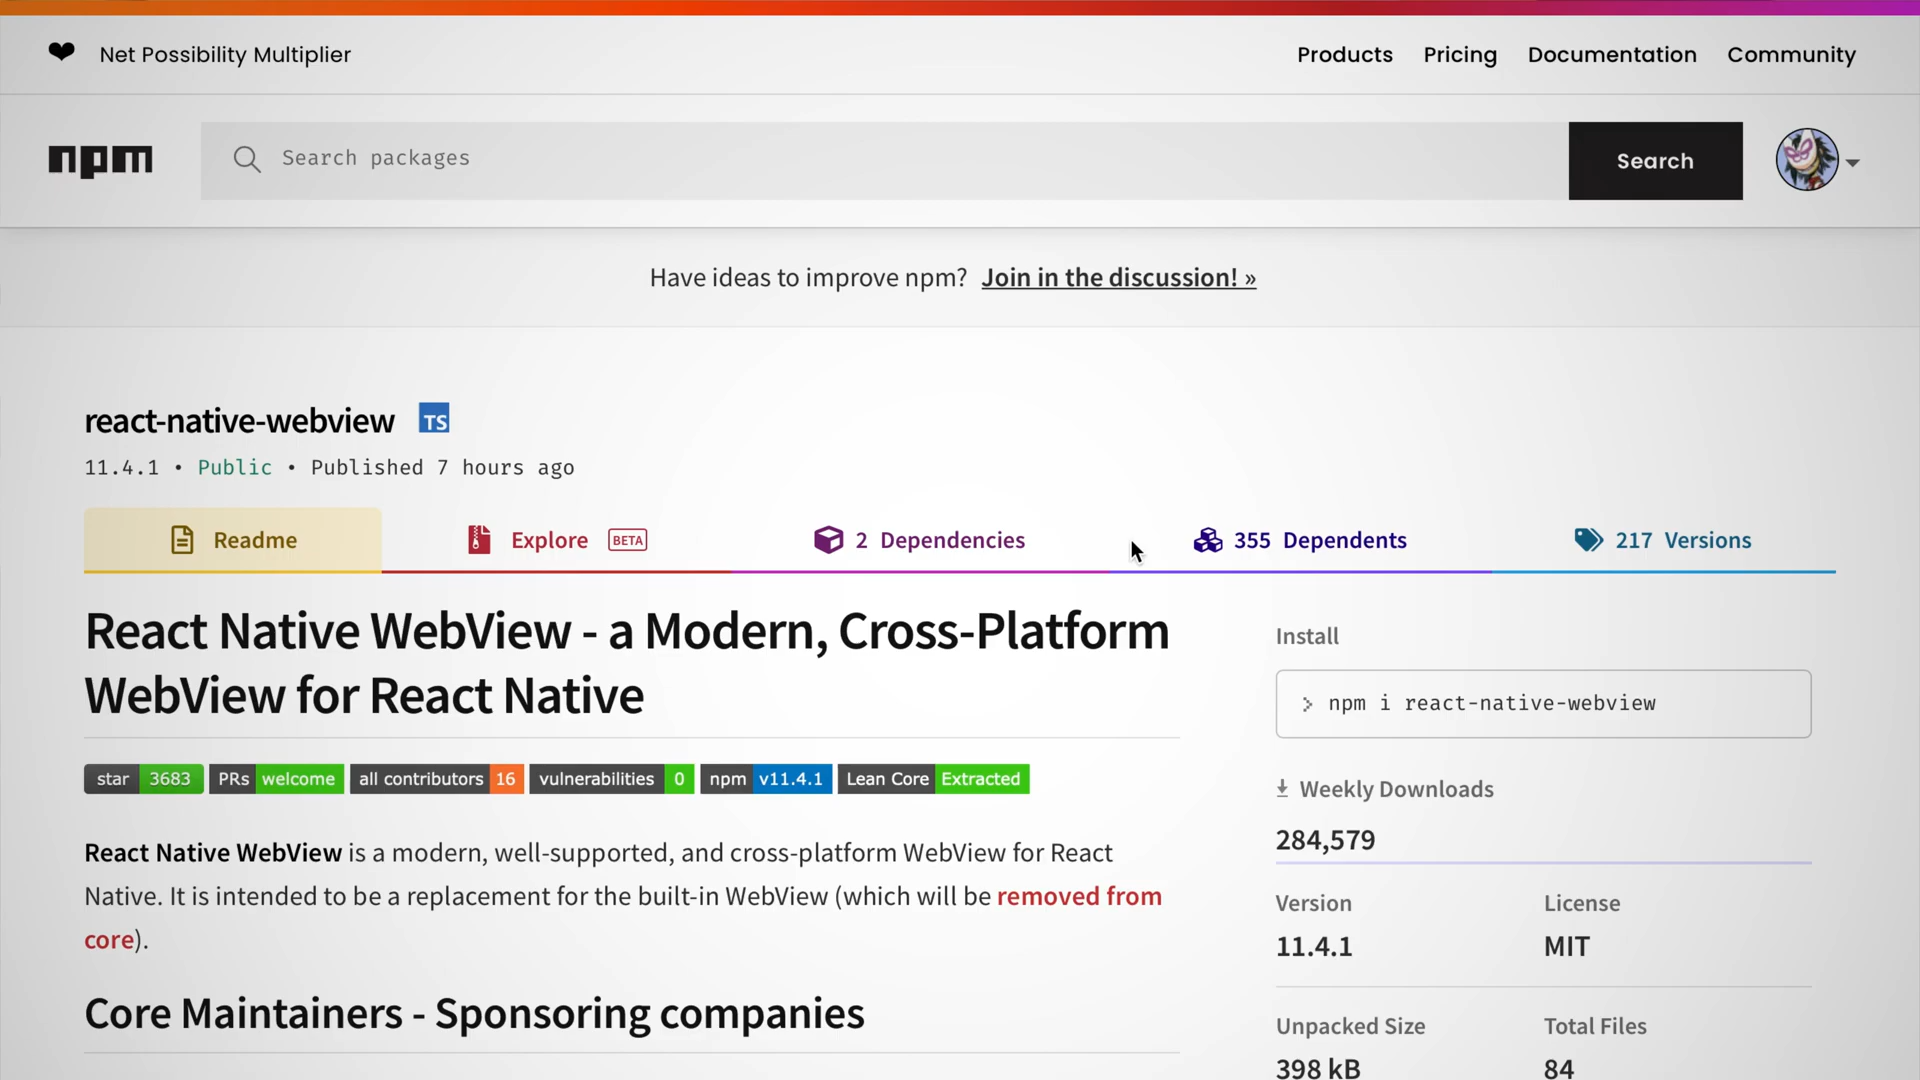 ❤ Net Possibility Multiplier
Products Pricing Documentation Community
npm
Search packages
Search
Have ideas to improve npm? Join in the discussion! »
react-native-webview TS
11.4.1 • Public • Published 7 hours ago
Readme
Explore BETA
2 Dependencies
355 Dependents
217 Versions
React Native WebView - a Modern, Cross-Platform
WebView for React Native
star 3683 PRs welcome all contributors 16 vulnerabilities 0 npm v11.4.1 Lean Core Extracted
React Native WebView is a modern, well-supported, and cross-platform WebView for React
Native. It is intended to be a replacement for the built-in WebView (which will be removed from
core).
Core Maintainers - Sponsoring companies
Install
> npm i react-native-webview
Weekly Downloads
284,579
Version
11.4.1
License
MIT
Unpacked Size
398 kB
Total Files
84